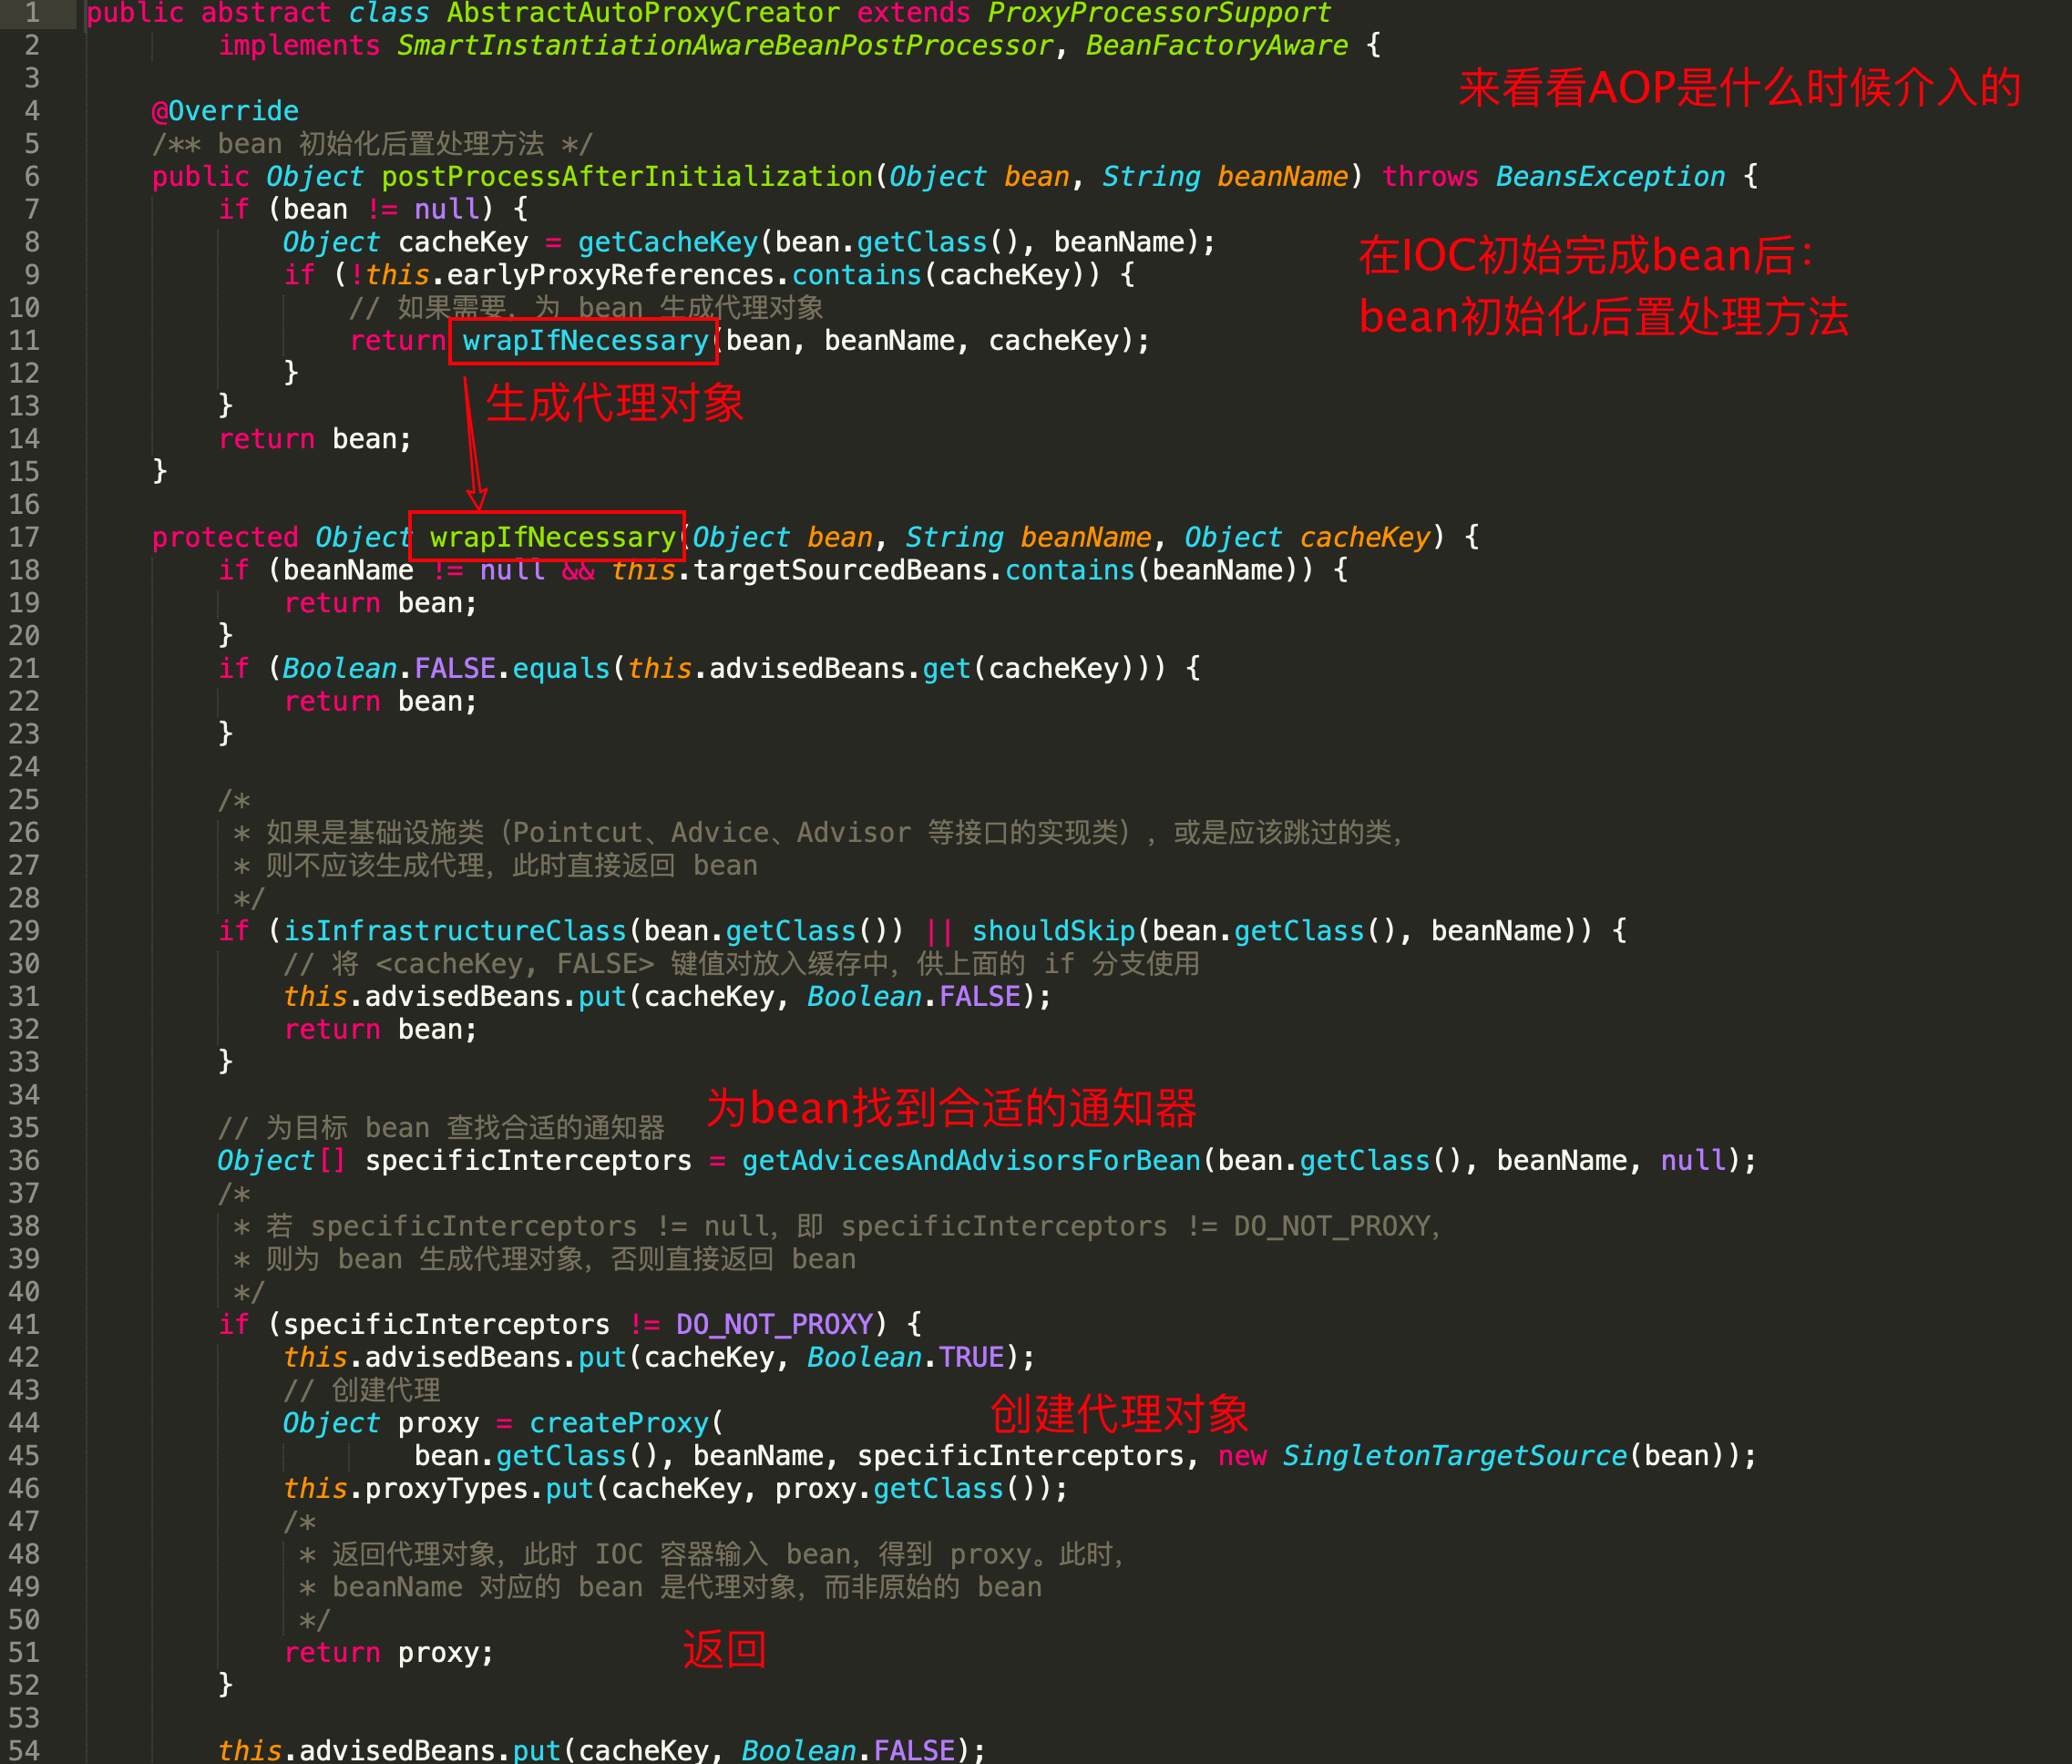 1 public abstract class AbstractAutoProxyCreator extends ProxyProcessorSupport
2 implements SmartInstantiationAwareBeanPostProcessor, BeanFactoryAware {
3
来看看AOP是什么时候介入的
4 @Override
5 /** bean 初始化后置处理方法 */
6 public Object postProcessAfterInitialization(Object bean, String beanName) throws BeansException {
7 if (bean != null) {
8 Object cacheKey = getCacheKey(bean.getClass(), beanName);
在IOC初始完成bean后：
9 if (!this.earlyProxyReferences.contains(cacheKey)) {
10 // 如果需要，为 bean 生成代理对象
bean初始化后置处理方法
11 return wrapIfNecessary(bean, beanName, cacheKey);
12 }
生成代理对象
13 }
14 return bean;
15 }
16
17 protected Object wrapIfNecessary(Object bean, String beanName, Object cacheKey) {
18 if (beanName != null && this.targetSourcedBeans.contains(beanName)) {
19 return bean;
20 }
21 if (Boolean.FALSE.equals(this.advisedBeans.get(cacheKey))) {
22 return bean;
23 }
24
25 /*
26 * 如果是基础设施类（Pointcut、Advice、Advisor 等接口的实现类），或是应该跳过的类，
27 * 则不应该生成代理，此时直接返回 bean
28 */
29 if (isInfrastructureClass(bean.getClass()) || shouldSkip(bean.getClass(), beanName)) {
30 // 将 <cacheKey, FALSE> 键值对放入缓存中，供上面的 if 分支使用
31 this.advisedBeans.put(cacheKey, Boolean.FALSE);
32 return bean;
33 }
34
为bean找到合适的通知器
35 // 为目标 bean 查找合适的通知器
36 Object[] specificInterceptors = getAdvicesAndAdvisorsForBean(bean.getClass(), beanName, null);
37 /*
38 * 若 specificInterceptors != null，即 specificInterceptors != DO_NOT_PROXY，
39 * 则为 bean 生成代理对象，否则直接返回 bean
40 */
41 if (specificInterceptors != DO_NOT_PROXY) {
42 this.advisedBeans.put(cacheKey, Boolean.TRUE);
43 // 创建代理
创建代理对象
44 Object proxy = createProxy(
45 bean.getClass(), beanName, specificInterceptors, new SingletonTargetSource(bean));
46 this.proxyTypes.put(cacheKey, proxy.getClass());
47 /*
48 * 返回代理对象，此时 IOC 容器输入 bean，得到 proxy。此时，
49 * beanName 对应的 bean 是代理对象，而非原始的 bean
50 */
51 return proxy;
返回
52 }
53
54 this.advisedBeans.put(cacheKey, Boolean.FALSE);